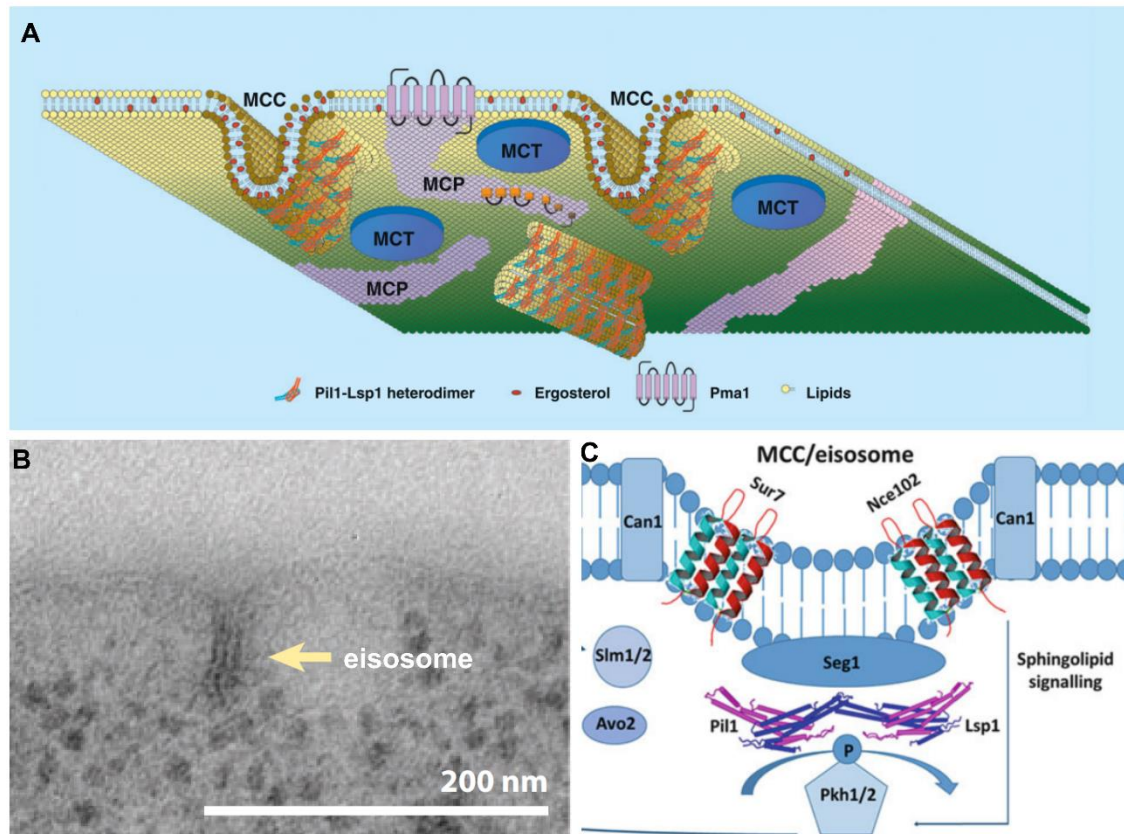 A
MCC
MCC
MCT
MCP
MCT
MCT
MCP
Pil1-Lsp1 heterodimer
Ergosterol
Pma1
Lipids
B
eisosome
200 nm
C
MCC/eisosome
Sur7
Nce102
Can1
Can1
Slm1/2
Seg1
Sphingolipid
signalling
Avo2
Pil1
Lsp1
P
Pkh1/2